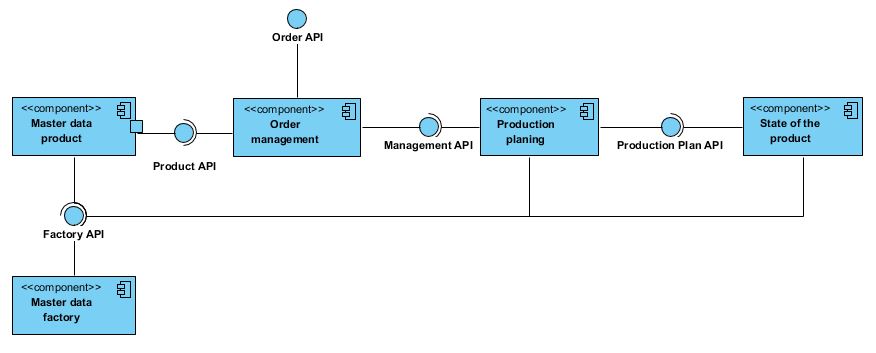 Order API
<<component>>
Master data
product
<<component>>
Order
management
<<component>>
Production
planing
<<component>>
State of the
product
Product API
Management API
Production Plan API
Factory API
<<component>>
Master data
factory